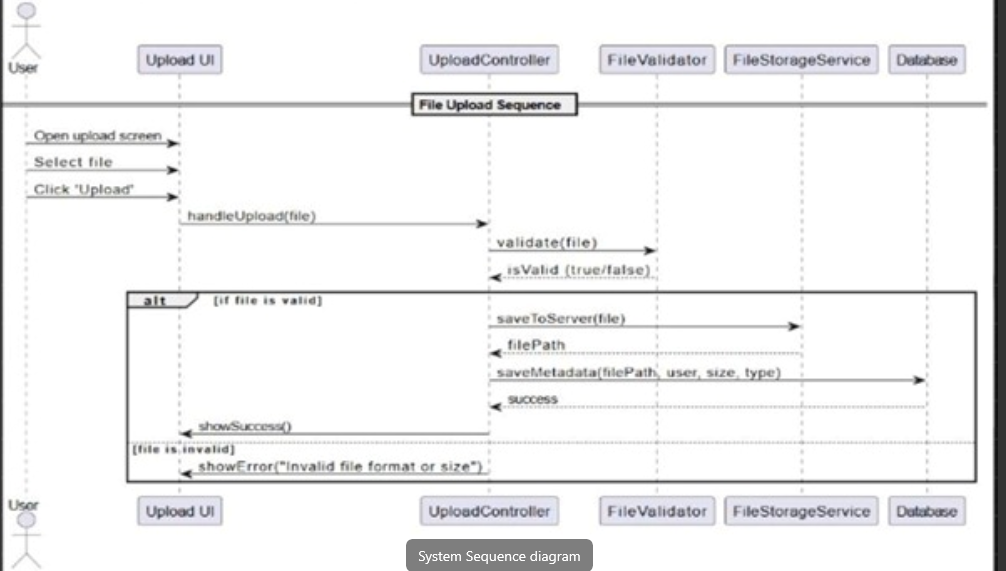 User
Upload UI
UploadController
FileValidator
FileStorageService
Database
File Upload Sequence
Open upload screen
Select file
Click 'Upload'
handleUpload(file)
validate(file)
isValid (true/false)
alt
[if file is valid]
saveToServer(file)
filePath
saveMetadata(filePath, user, size, type)
success
showSuccess()
[file is invalid]
showError("Invalid file format or size")
User
Upload UI
UploadController
FileValidator
FileStorageService
Database
System Sequence diagram